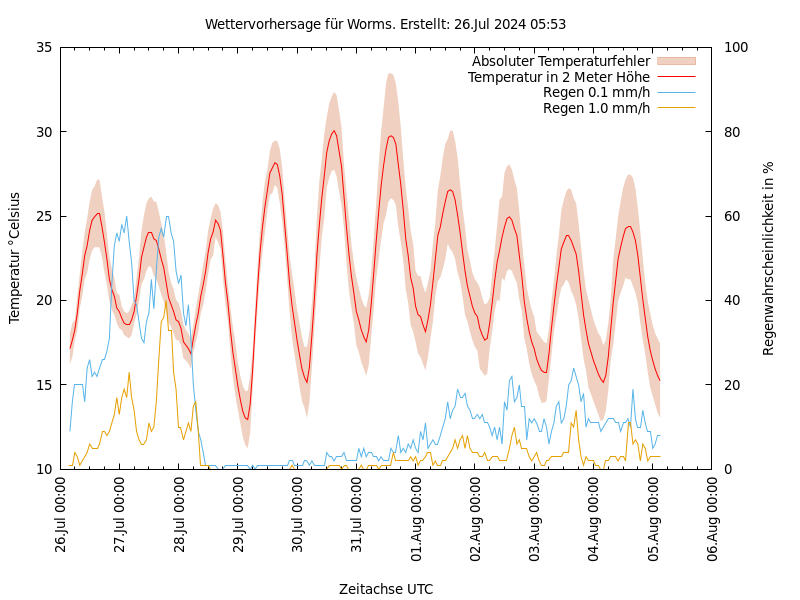 Wettervorhersage für Worms. Erstellt: 26.Jul 2024 05:53
35
30
25
20
15
10
100
80
60
40
20
0
Temperatur °Celsius
Regenwahrscheinlichkeit in %
Absoluter Temperaturfehler
Temperatur in 2 Meter Höhe
Regen 0.1 mm/h
Regen 1.0 mm/h
26.Jul 00:00
27.Jul 00:00
28.Jul 00:00
29.Jul 00:00
30.Jul 00:00
31.Jul 00:00
01.Aug 00:00
02.Aug 00:00
03.Aug 00:00
04.Aug 00:00
05.Aug 00:00
06.Aug 00:00
Zeitachse UTC